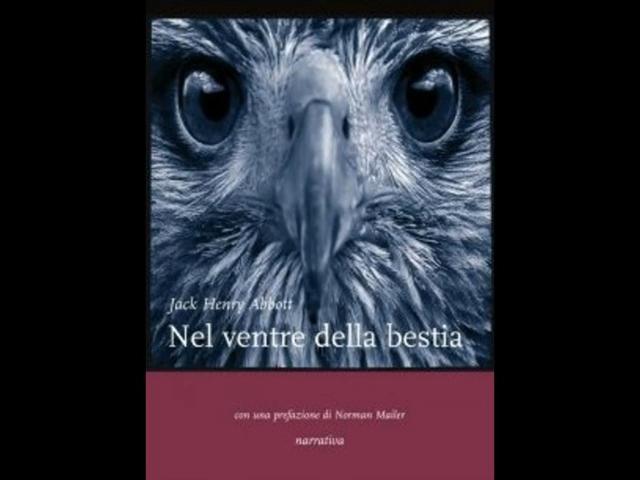 Jack Henry Abbott
Nel ventre della bestia
con una prefazione di Norman Mailer
narrativa